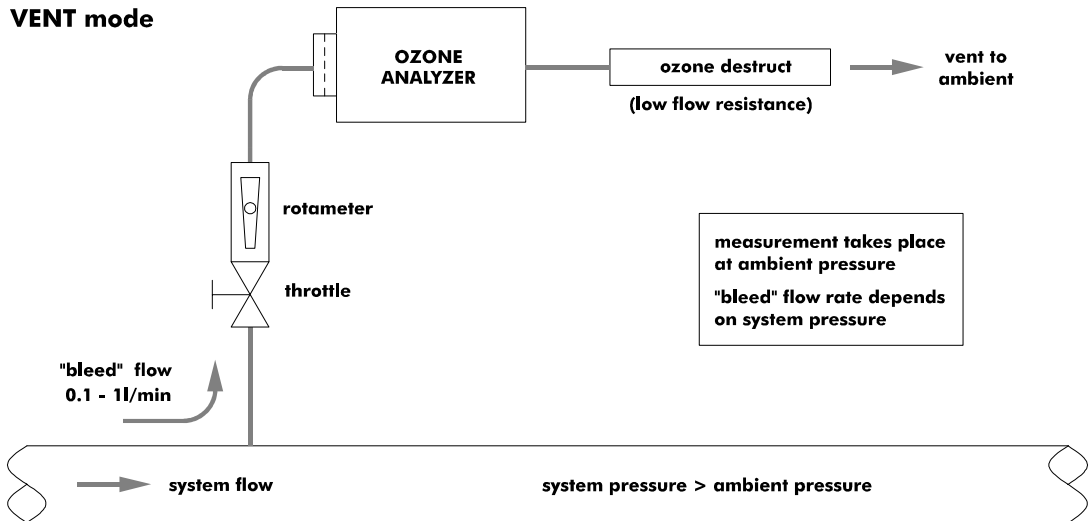 VENT mode
OZONE
ANALYZER
ozone destruct
(low flow resistance)
vent to
ambient
rotameter
throttle
measurement takes place
at ambient pressure
"bleed" flow rate depends
on system pressure
"bleed" flow
0.1 - 1l/min
system flow
system pressure > ambient pressure